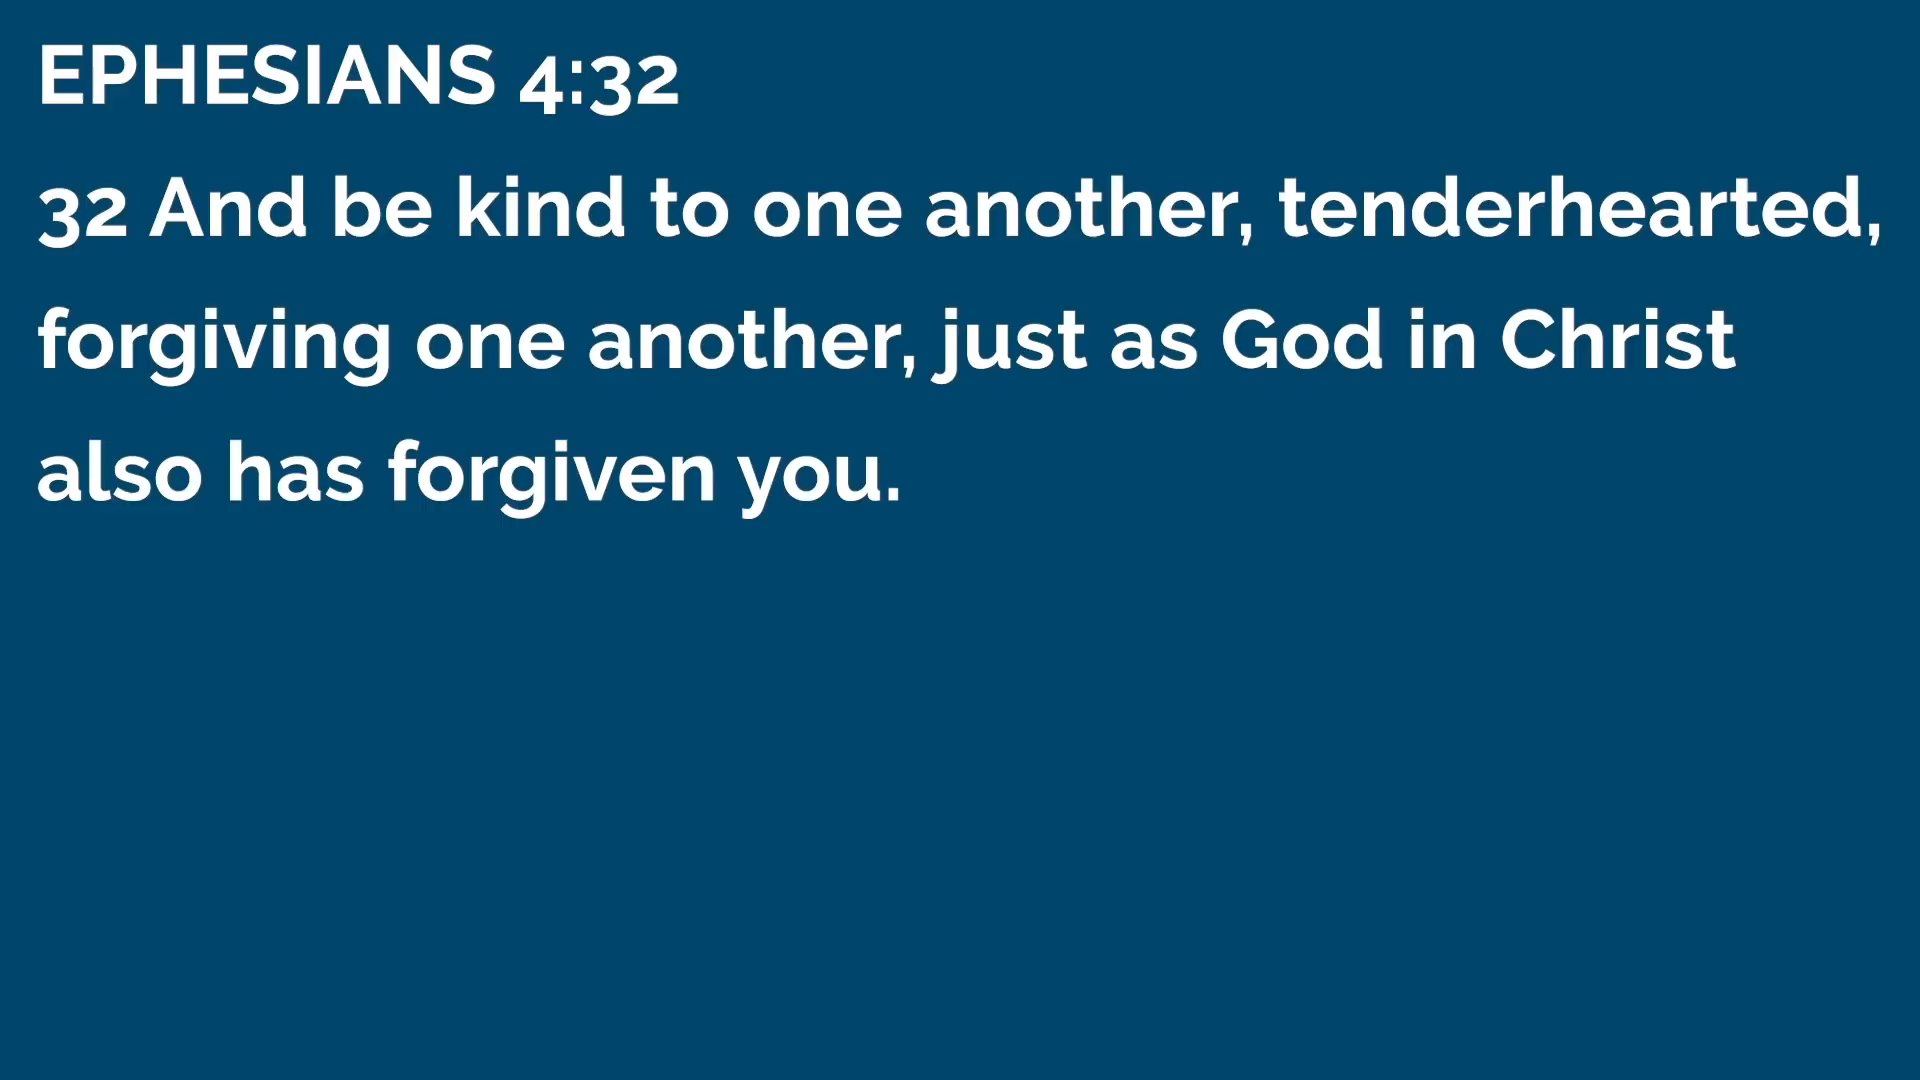 EPHESIANS 4:32
32 And be kind to one another, tenderhearted,
forgiving one another, just as God in Christ
also has forgiven you.